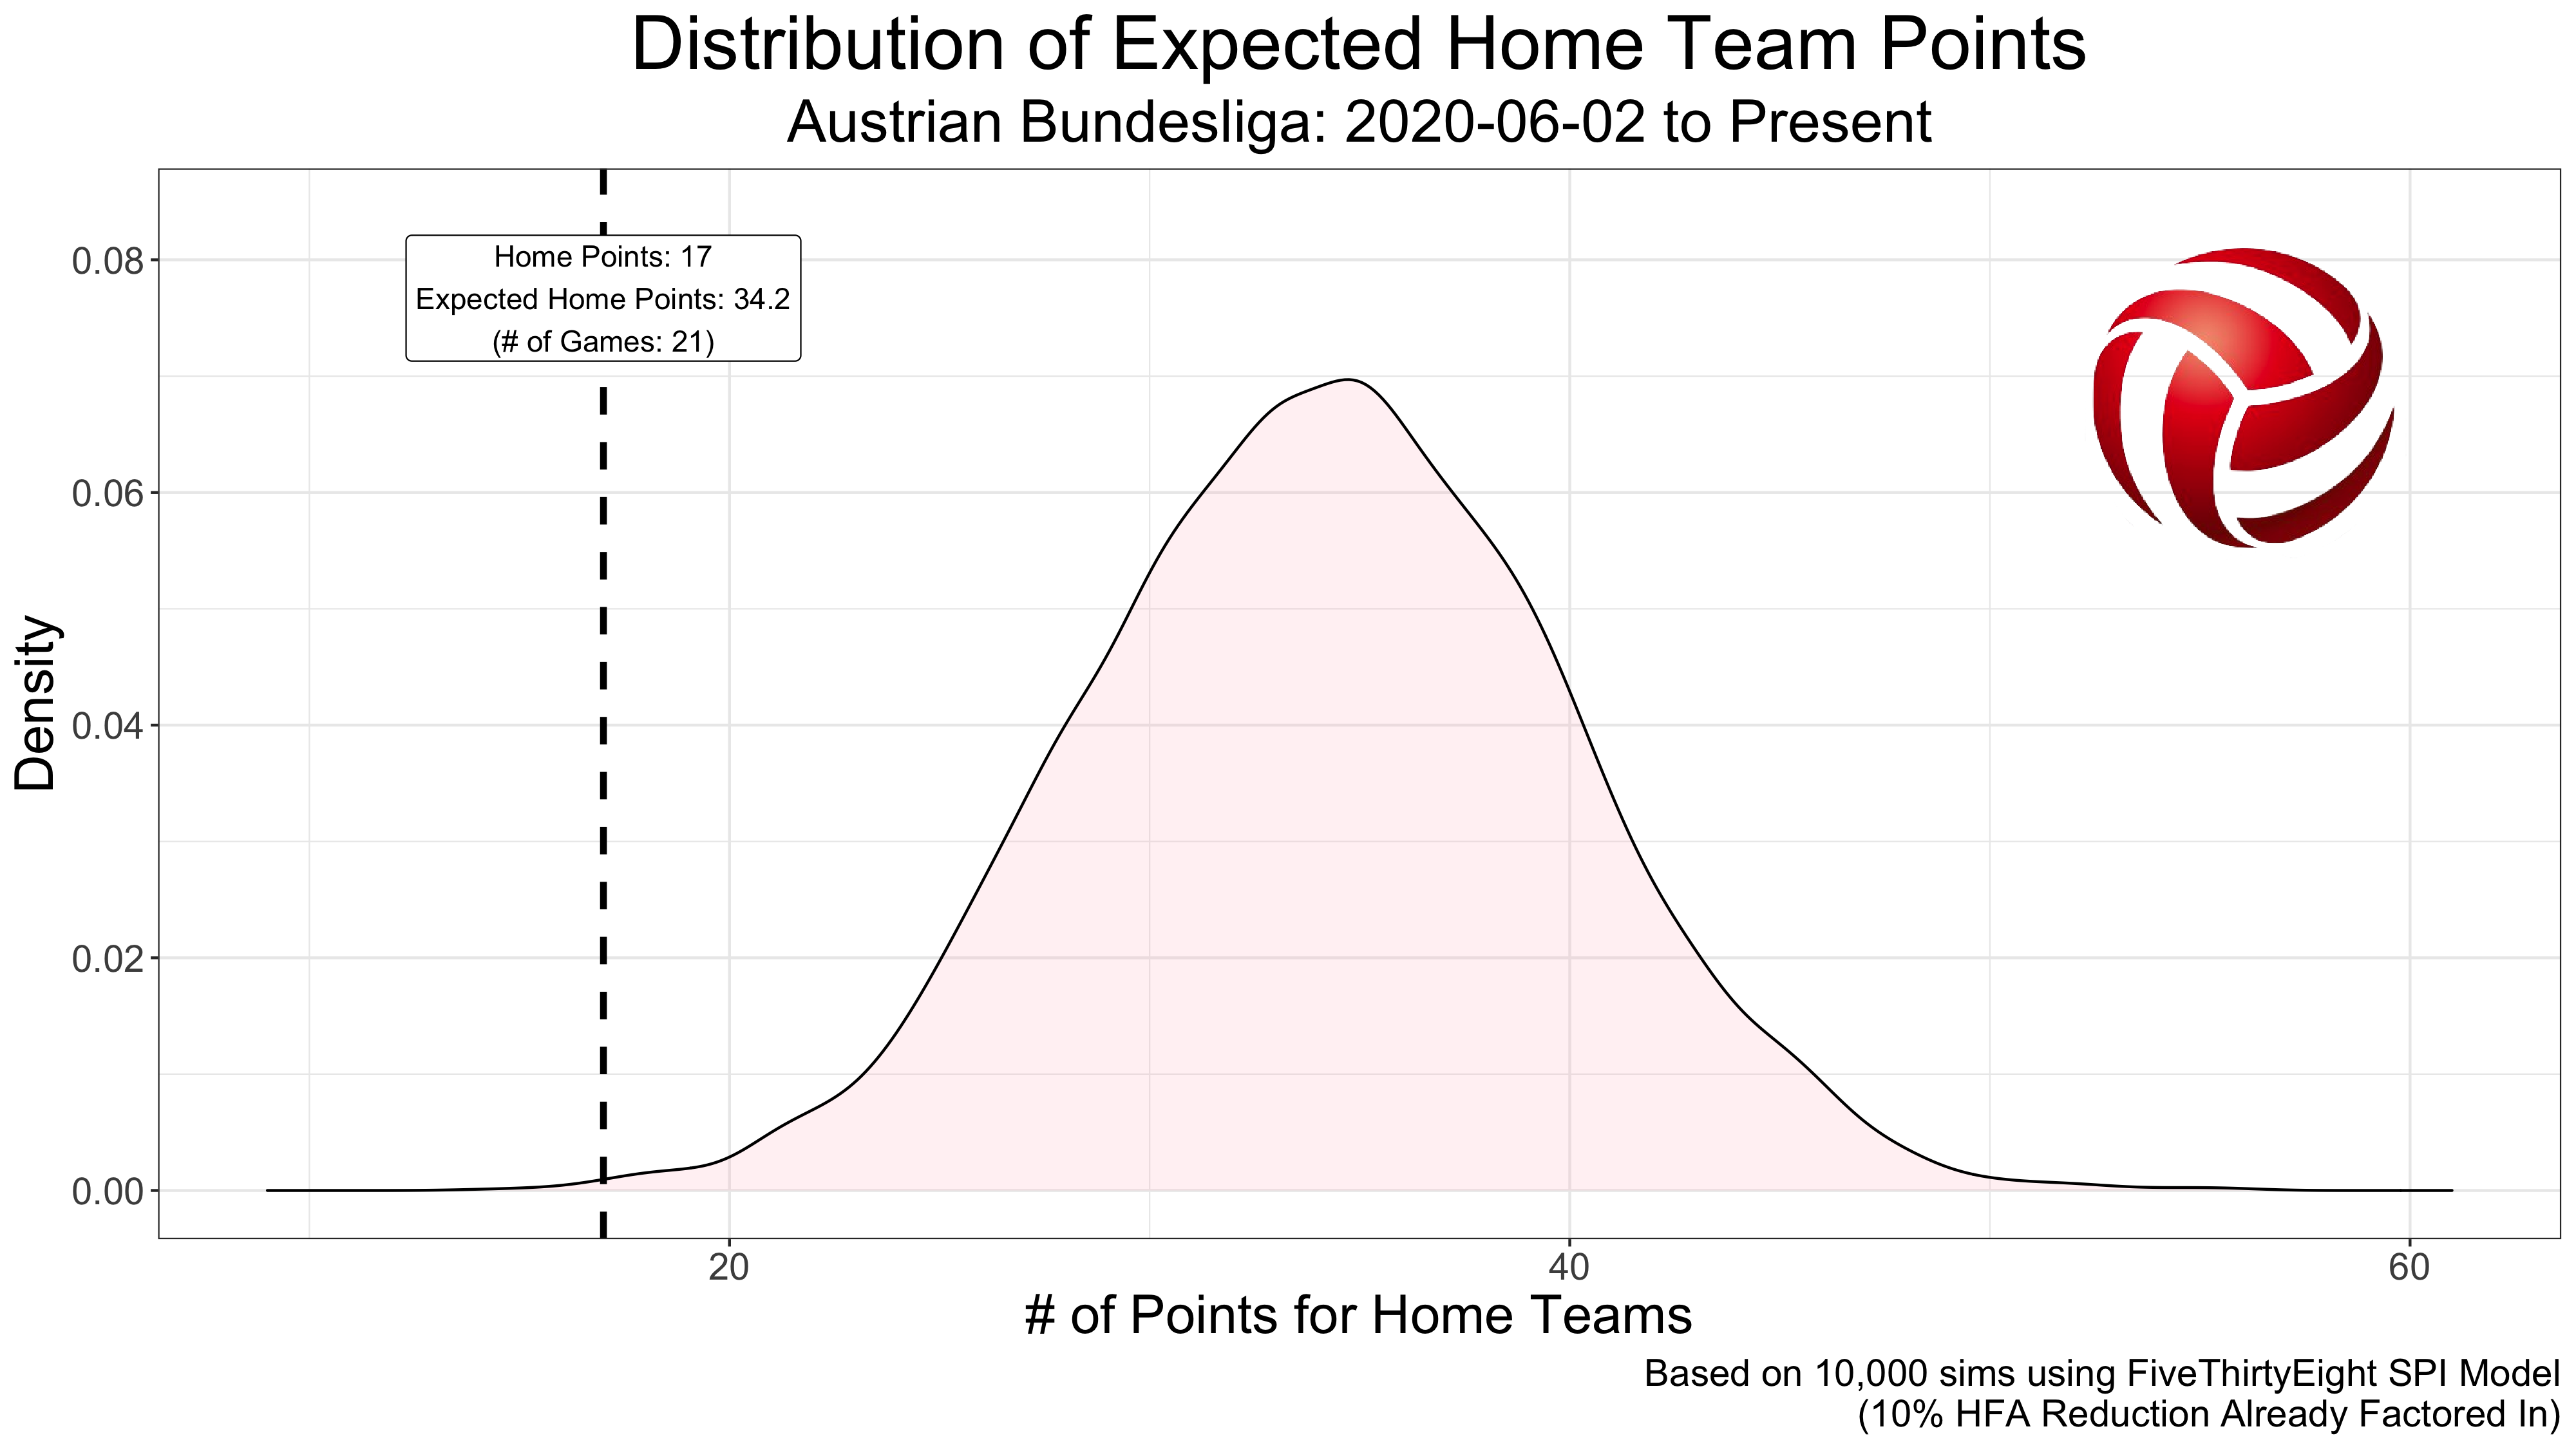 Distribution of Expected Home Team Points
Austrian Bundesliga: 2020-06-02 to Present
Home Points: 17
Expected Home Points: 34.2
(# of Games: 21)
0.08
0.06
0.04
0.02
0.00
Density
20
40
60
# of Points for Home Teams
Based on 10,000 sims using FiveThirtyEight SPI Model
(10% HFA Reduction Already Factored In)